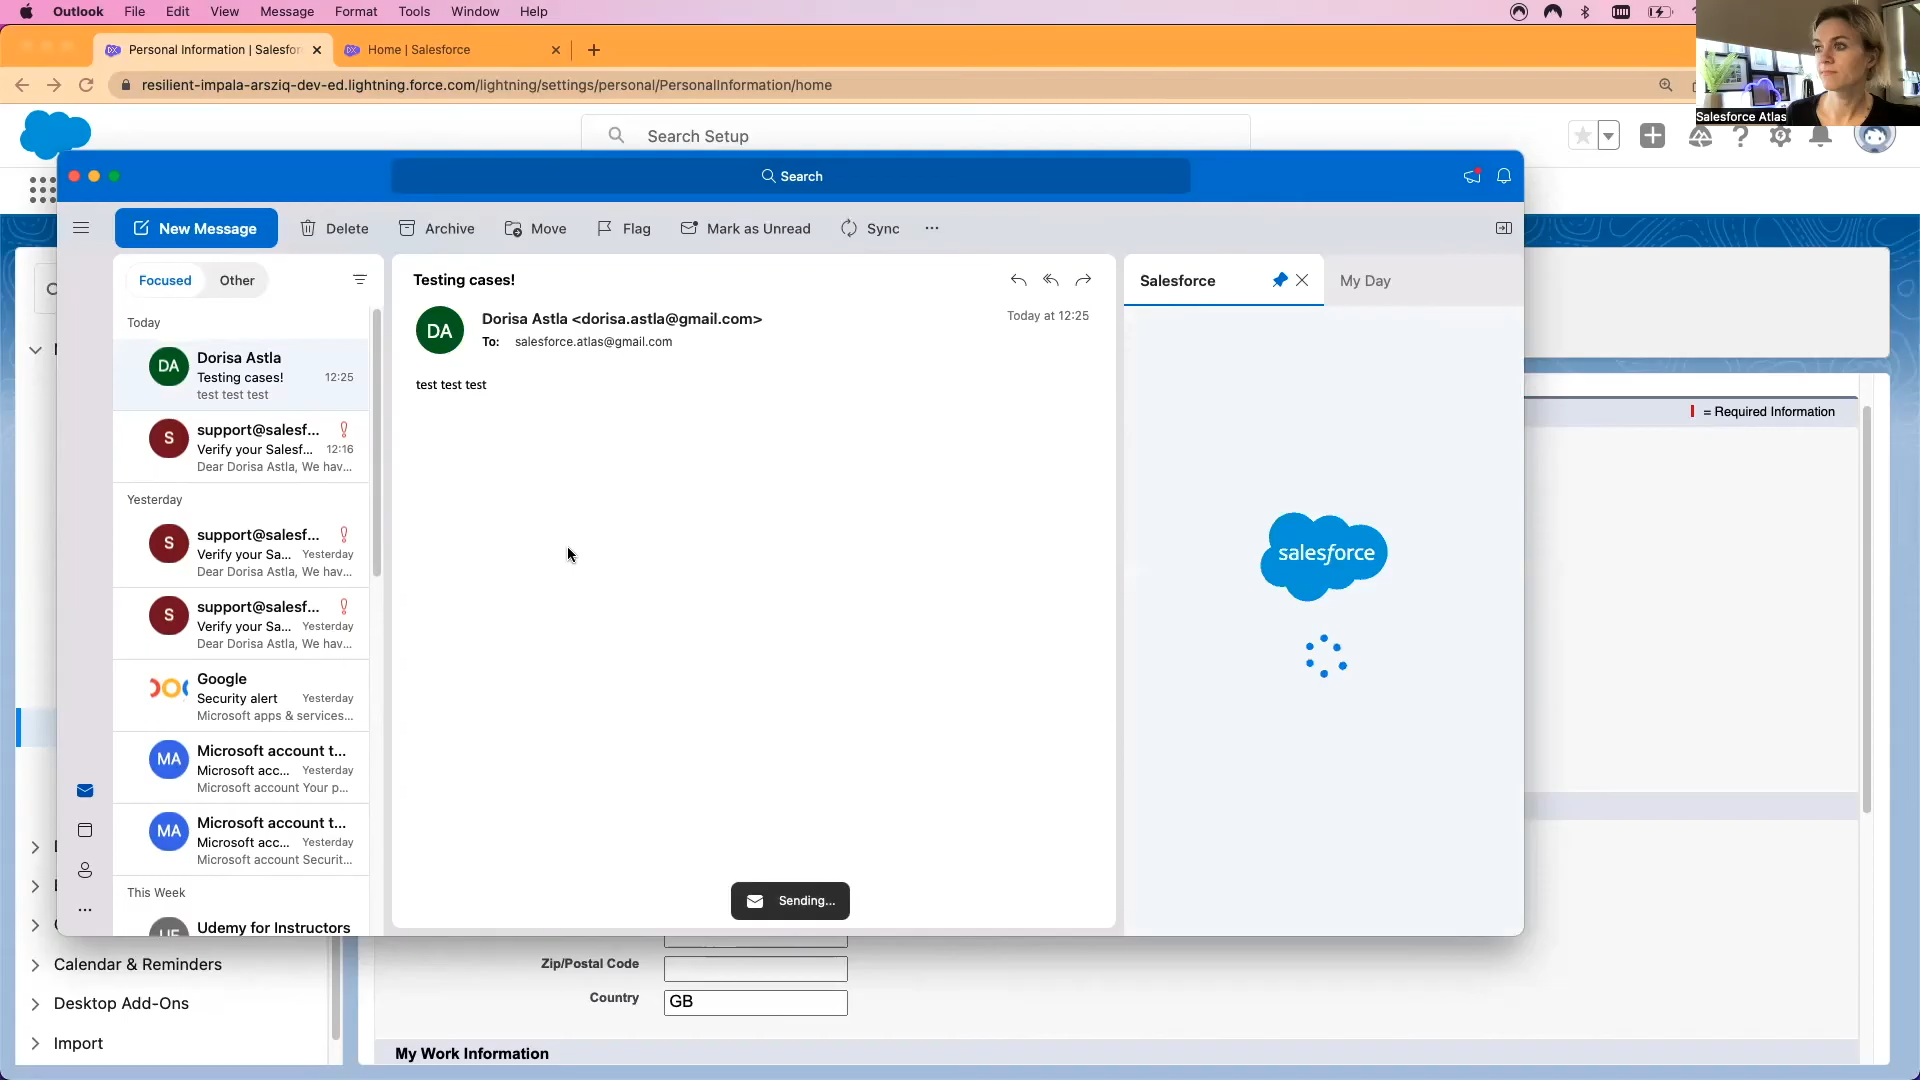 Outlook File Edit View Message Format Tools Window Help
Personal Information | Salesfor
Home | Salesforce
resilient-impala-arsziq-dev-ed.lightning.force.com/lightning/settings/personal/PersonalInformation/home
Salesforce Atlas
Search Setup
Search
New Message Delete Archive Move Flag Mark as Unread Sync
Focused Other
Today
DA Dorisa Astla
Testing cases! 12:25
test test test
S support@salesf...
Verify your Salesf... 12:16
Dear Dorisa Astla, We hav...
Yesterday
S support@salesf...
Verify your Sa... Yesterday
Dear Dorisa Astla, We hav...
S support@salesf...
Verify your Sa... Yesterday
Dear Dorisa Astla, We hav...
Google
Security alert Yesterday
Microsoft apps & services...
MA Microsoft account t...
Microsoft acc... Yesterday
Microsoft account Your p...
MA Microsoft account t...
Microsoft acc... Yesterday
Microsoft account Securit...
This Week
Udemy for Instructors
Testing cases!
DA Dorisa Astla <dorisa.astla@gmail.com>
Today at 12:25
To: salesforce.atlas@gmail.com
test test test
Sending...
Salesforce My Day
salesforce
= Required Information
Calendar & Reminders
Desktop Add-Ons
Import
Zip/Postal Code
Country GB
My Work Information